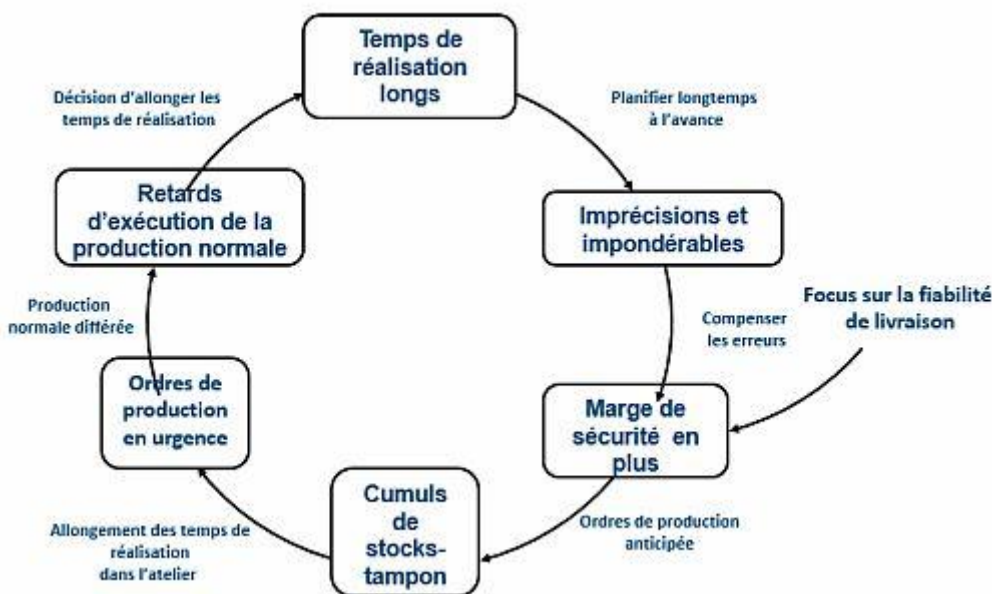 Temps de
réalisation
longs
Décision d'allonger les
temps de réalisation
Planifier longtemps
à l'avance
Retards
d'exécution de la
production normale
Imprécisions et
impondérables
Production
normale différée
Compenser
les erreurs
Focus sur la fiabilité
de livraison
Ordres de
production
en urgence
Marge de
sécurité en
plus
Cumuls
de
stocks-
tampon
Allongement des temps de
réalisation
dans l'atelier
Ordres de production
anticipée